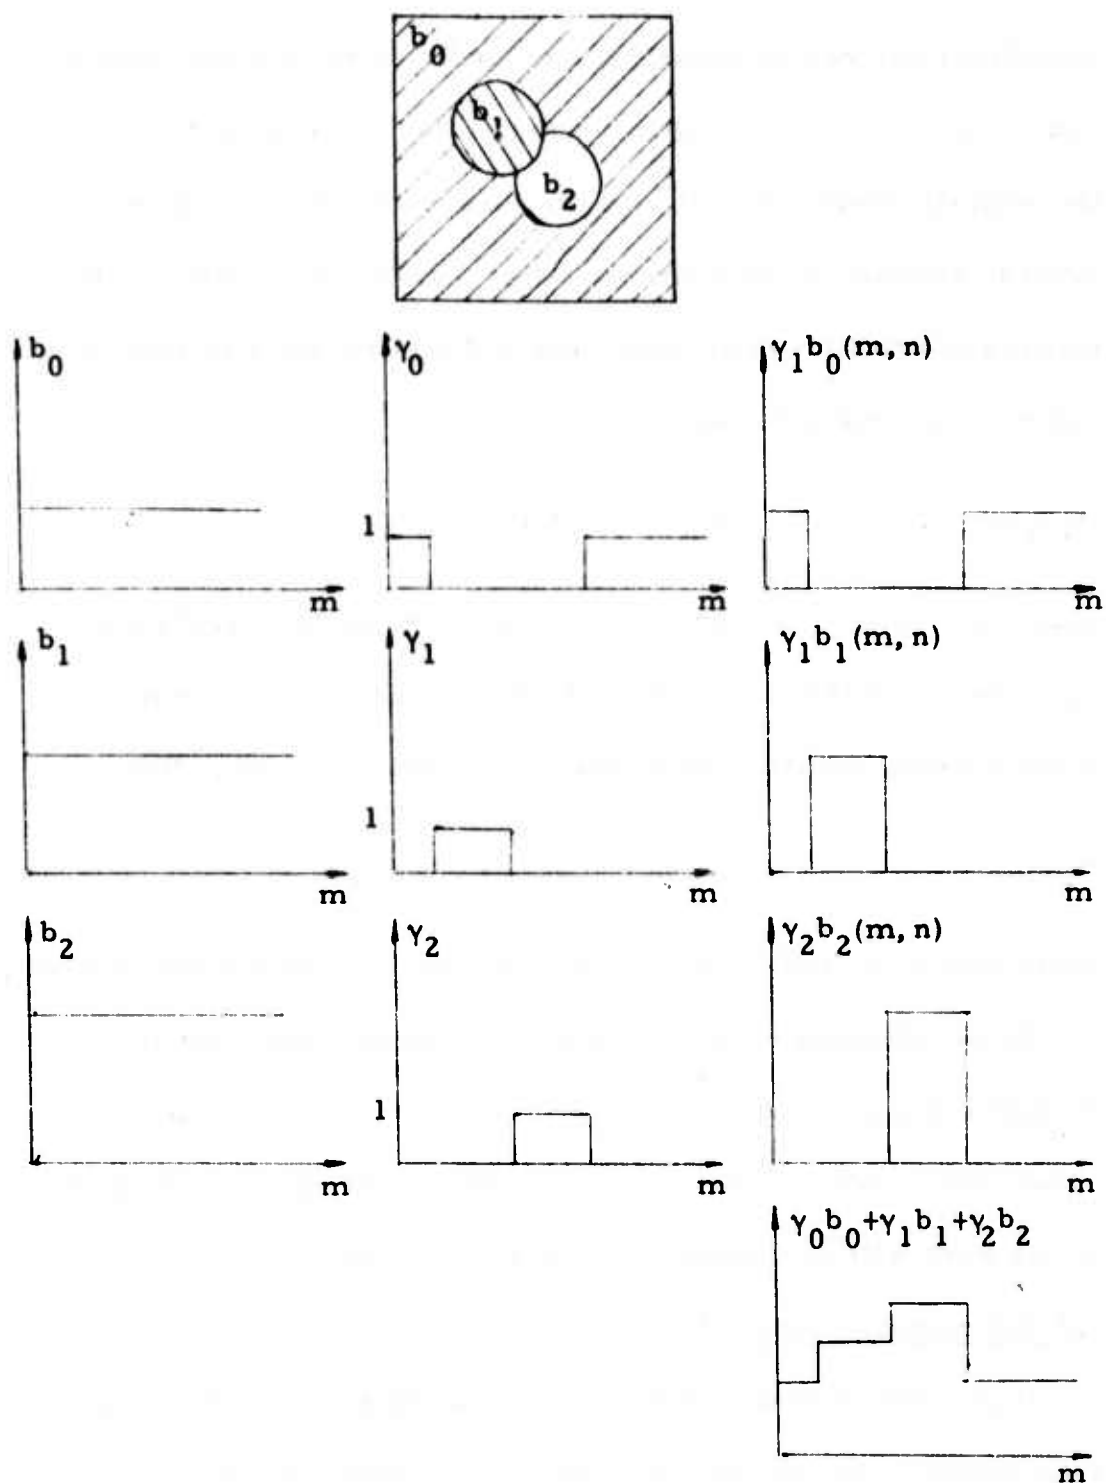 b₀
b₁
b₂
b₀ γ₀ γ₁b₀(m, n)
1
m m m
b₁ γ₁ γ₁b₁(m, n)
1
m m m
b₂ γ₂ γ₂b₂(m, n)
1
m m m
γ₀b₀+γ₁b₁+γ₂b₂
m